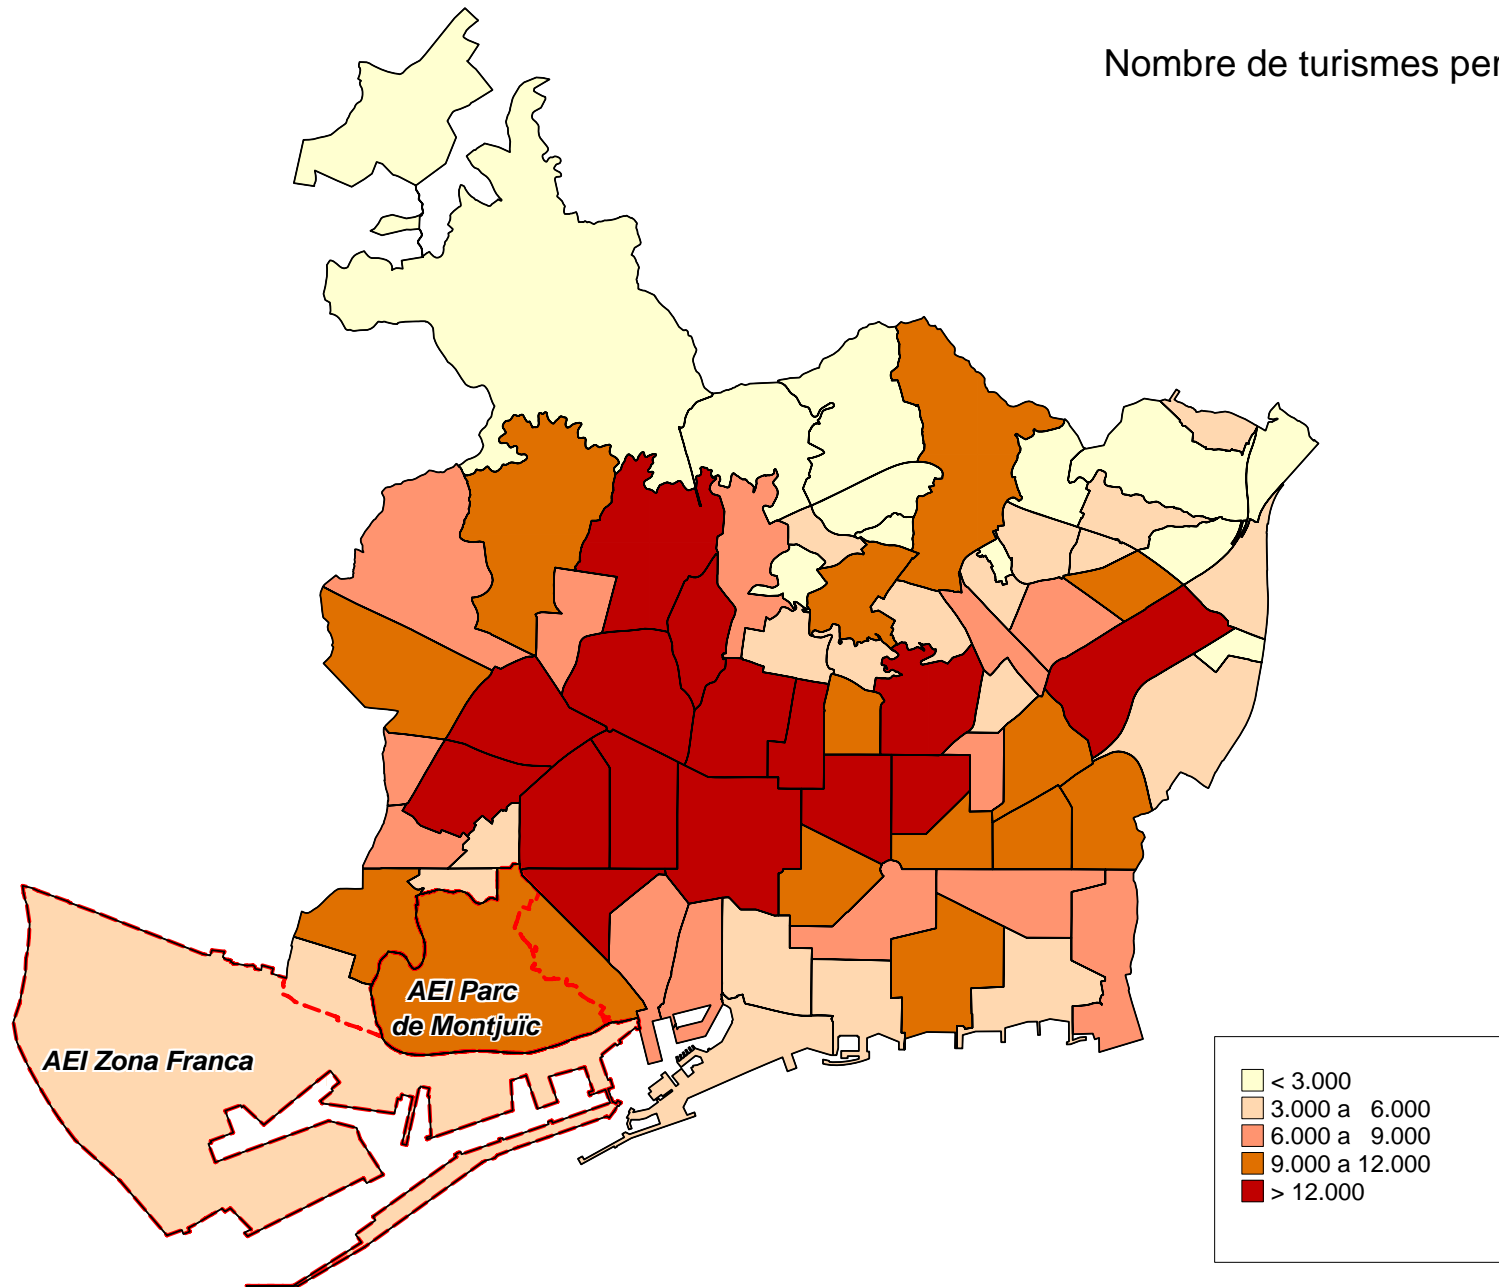 Nombre de turismes per
AEI Parc
de Montjuïc
AEI Zona Franca
< 3.000
3.000 a 6.000
6.000 a 9.000
9.000 a 12.000
> 12.000